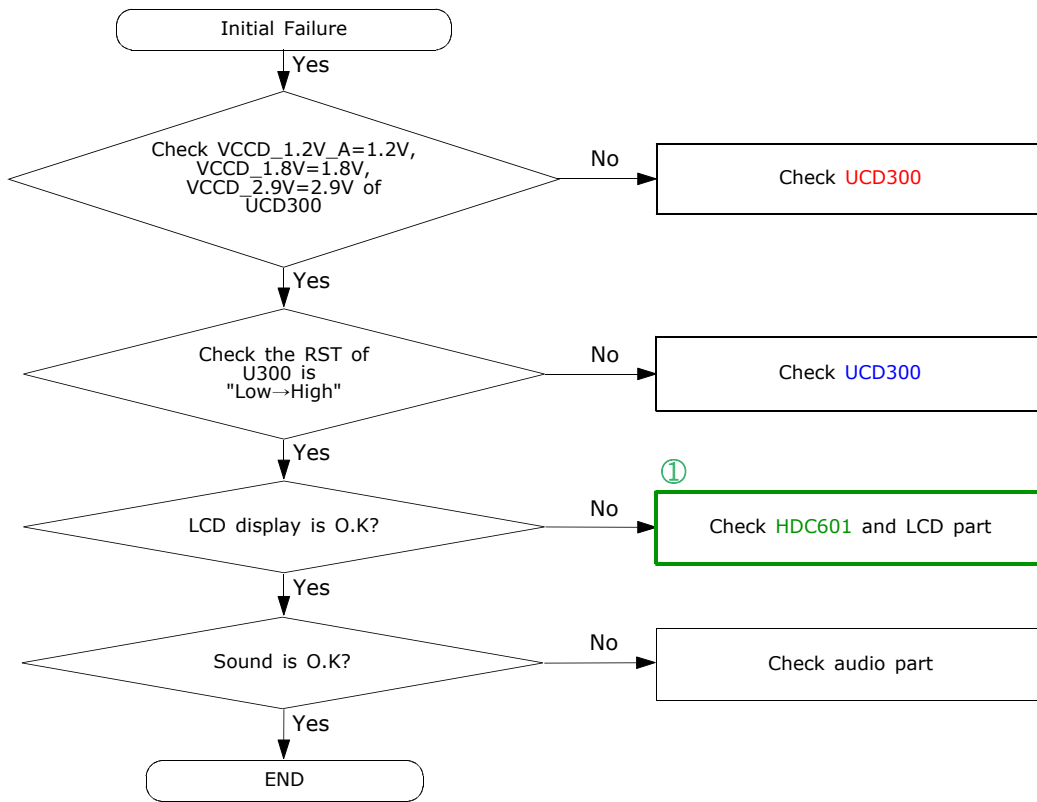 Initial Failure
Yes
Check VCCD_1.2V_A=1.2V,
VCCD_1.8V=1.8V,
VCCD_2.9V=2.9V of
UCD300
No
Check UCD300
Yes
Check the RST of
U300 is
"Low→High"
No
Check UCD300
Yes
①
LCD display is O.K?
No
Check HDC601 and LCD part
Yes
Sound is O.K?
No
Check audio part
Yes
END